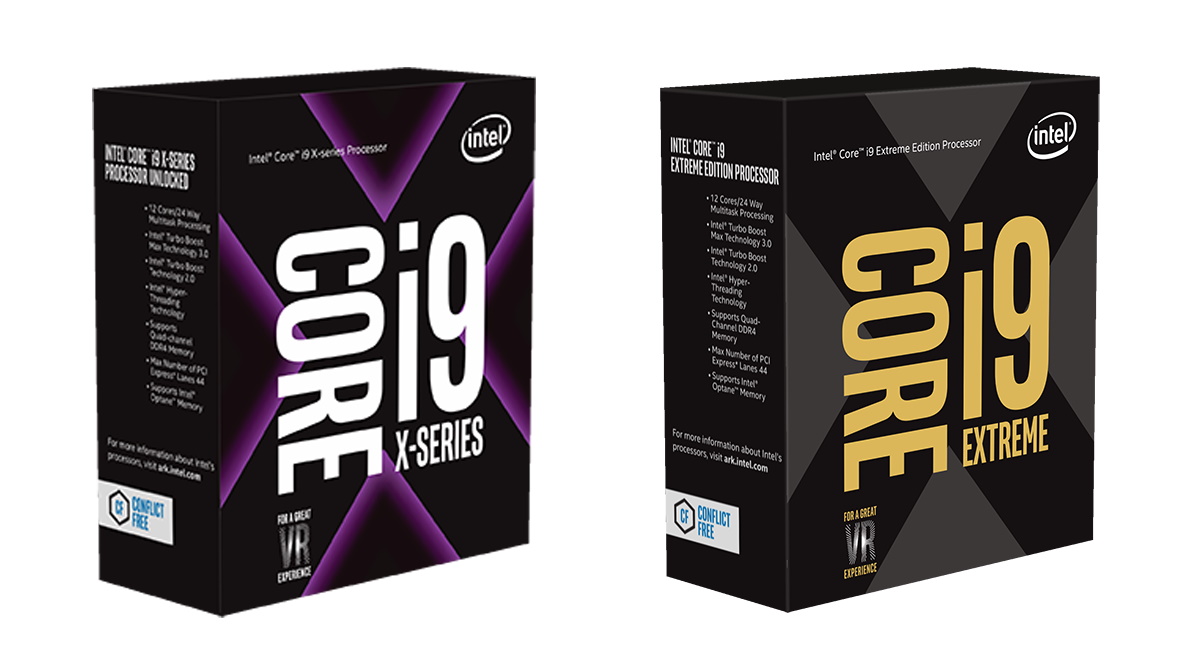 INTEL® CORE™ i9 X-SERIES
PROCESSOR UNLOCKED
• 12 Cores/24 Way
Multitask Processing
• Intel® Turbo Boost
Max Technology 3.0
• Intel® Turbo Boost
Technology 2.0
• Intel® Hyper-
Threading
Technology
• Supports
Quad-channel
DDR4 Memory
• Max Number of PCI
Express® Lanes 44
• Supports Intel®
Optane™ Memory
For more information about Intel's
processors, visit ark.intel.com
CF CONFLICT
FREE
Intel® Core™ i9 X-series Processor
intel®
CORE i9
X-SERIES
FOR A GREAT
VR
EXPERIENCE
INTEL® CORE™ i9
EXTREME EDITION PROCESSOR
• 12 Cores/24 Way
Multitask Processing
• Intel® Turbo Boost
Max Technology 3.0
• Intel® Turbo Boost
Technology 2.0
• Intel® Hyper-
Threading
Technology
• Supports Quad-
Channel DDR4
Memory
• Max Number of PCI
Express® Lanes 44
• Supports Intel®
Optane™ Memory
For more information about Intel's
processors, visit ark.intel.com
CF CONFLICT
FREE
Intel® Core™ i9 Extreme Edition Processor
intel®
CORE i9
EXTREME
FOR A GREAT
VR
EXPERIENCE